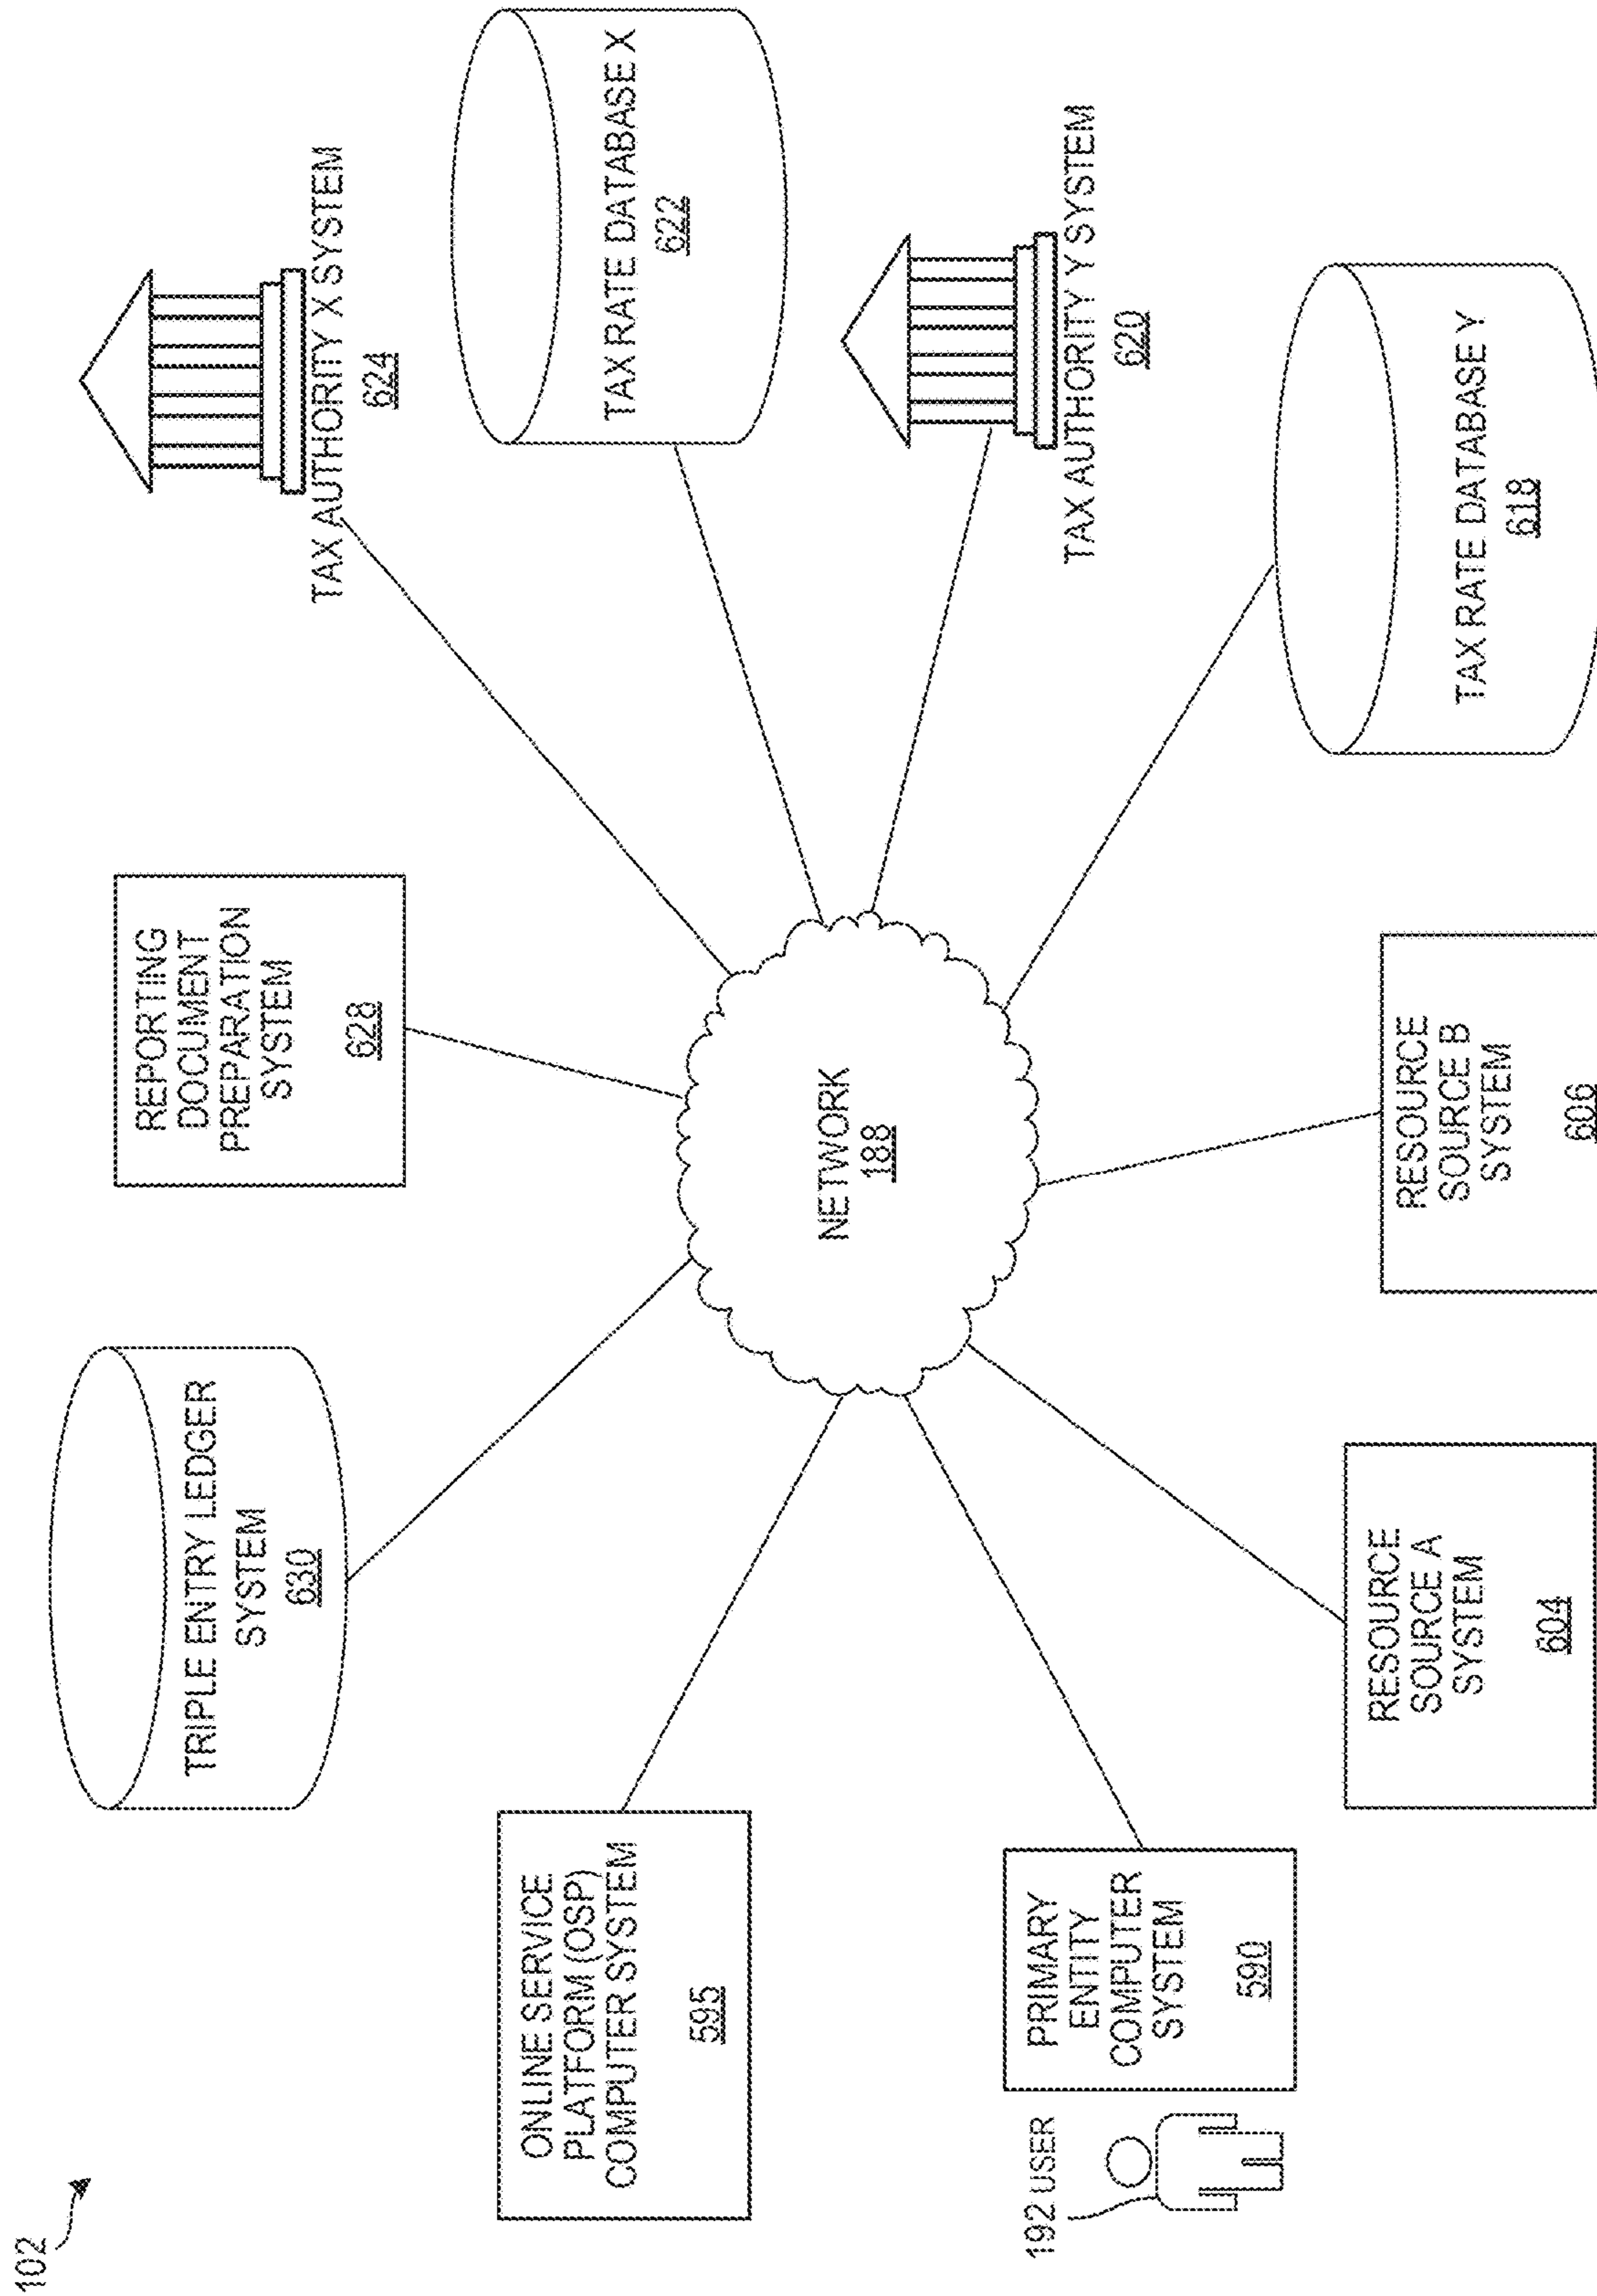 102
TRIPLE ENTRY LEDGER
SYSTEM
630
REPORTING
DOCUMENT
PREPARATION
SYSTEM
628
TAX AUTHORITY X SYSTEM
624
ONLINE SERVICE
PLATFORM (OSP)
COMPUTER SYSTEM
595
NETWORK
188
TAX RATE DATABASE X
622
192 USER
PRIMARY
ENTITY
COMPUTER
SYSTEM
590
TAX AUTHORITY Y SYSTEM
620
RESOURCE
SOURCE A
SYSTEM
604
RESOURCE
SOURCE B
SYSTEM
606
TAX RATE DATABASE Y
618